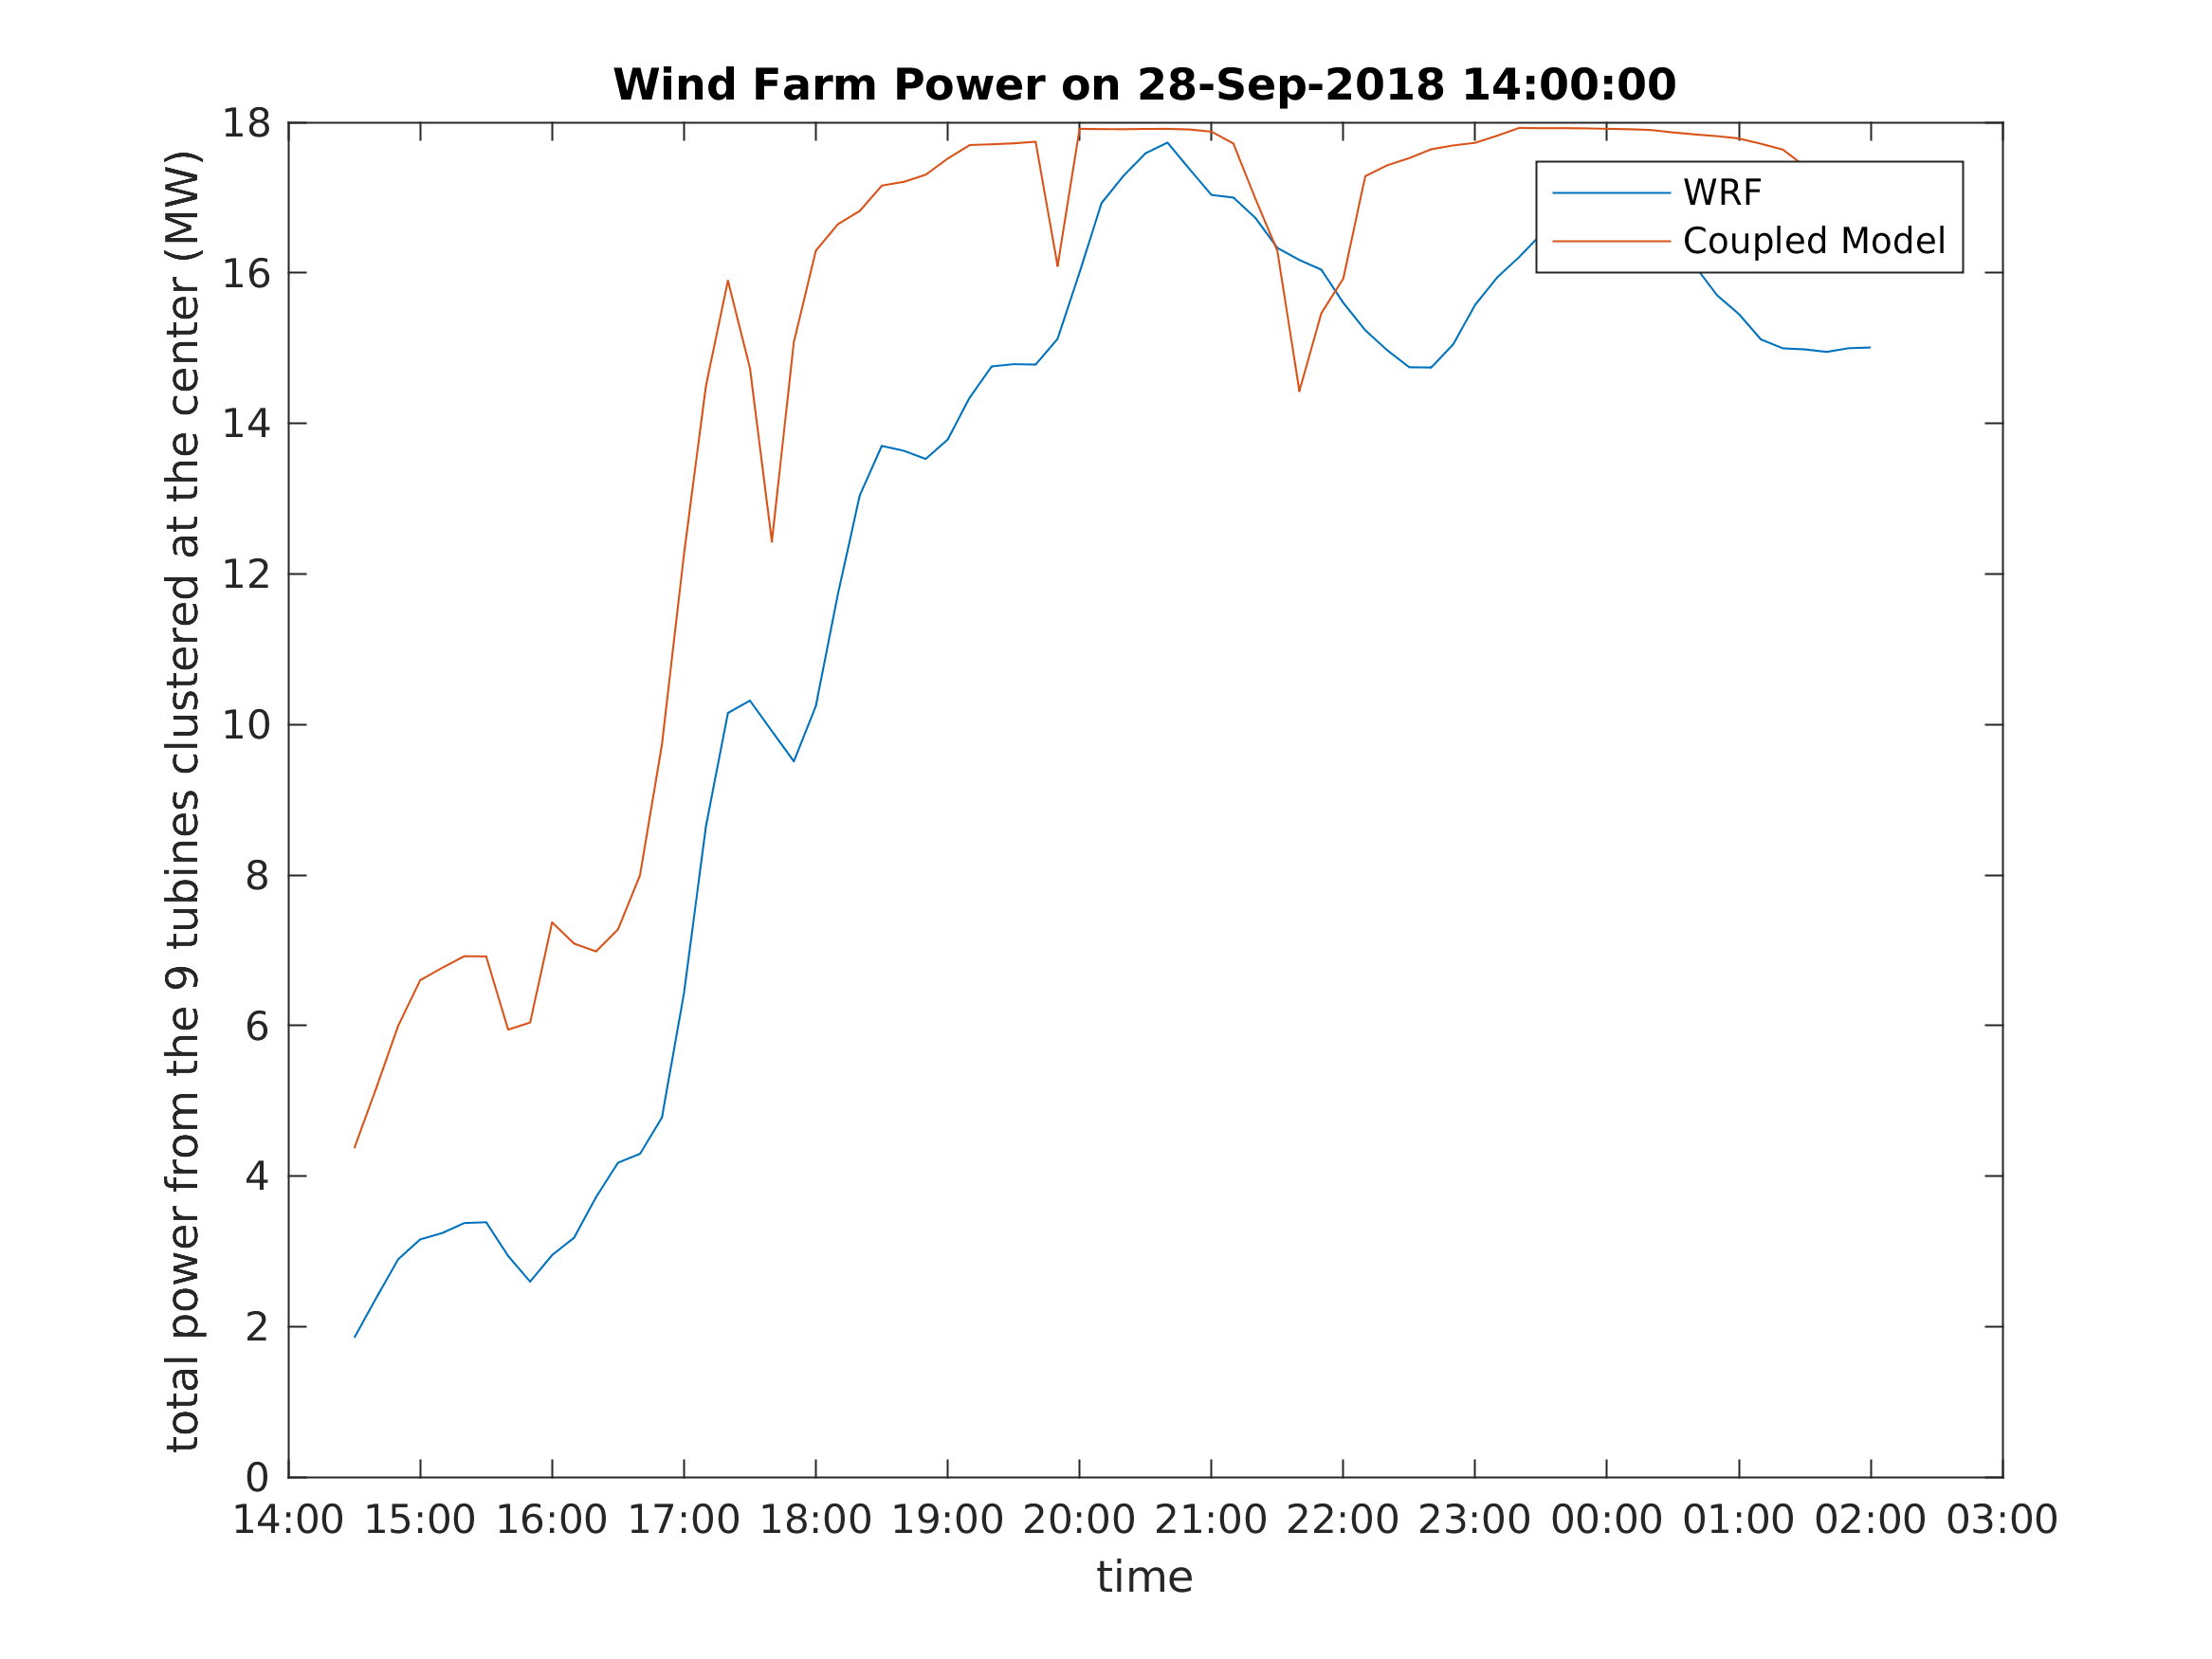 Wind Farm Power on 28-Sep-2018 14:00:00
total power from the 9 tubines clustered at the center (MW)
18
16
14
12
10
8
6
4
2
0
WRF
Coupled Model
14:00 15:00 16:00 17:00 18:00 19:00 20:00 21:00 22:00 23:00 00:00 01:00 02:00 03:00
time